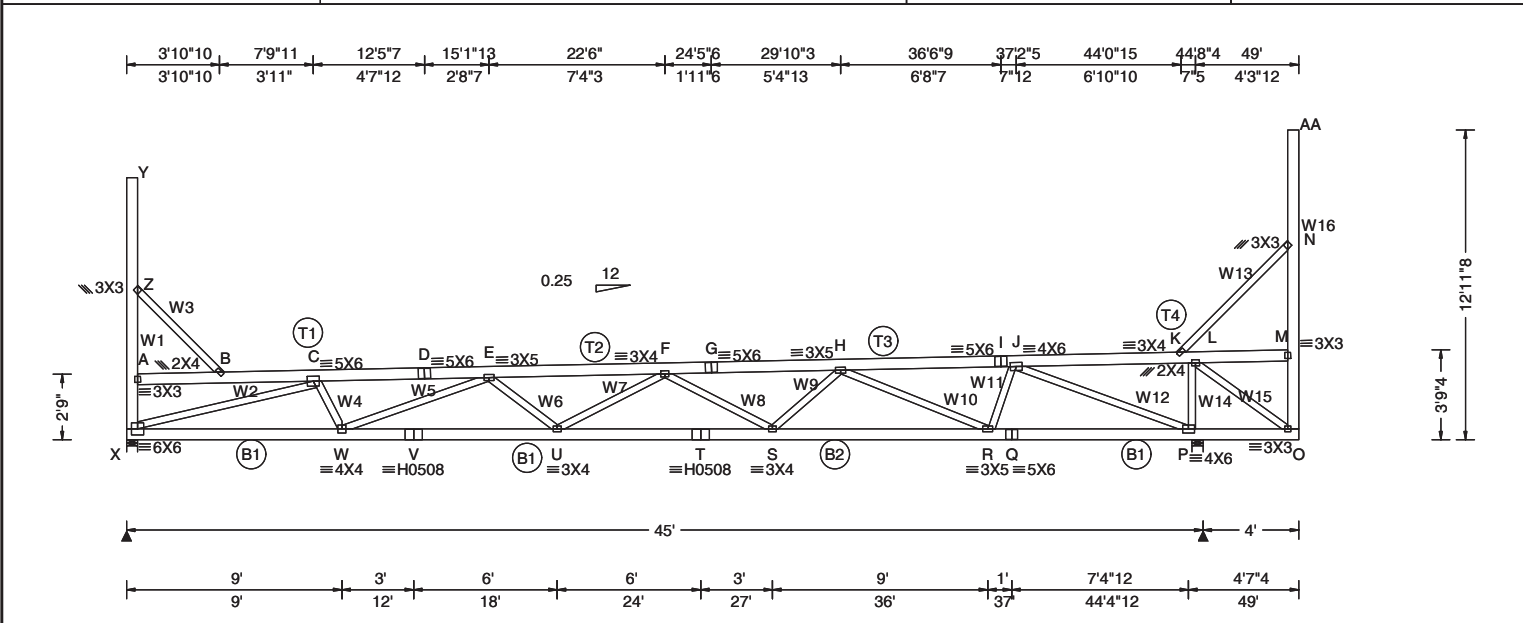 3'10"10 7'9"11 12'5"7 15'1"13 22'6" 24'5"6 29'10"3 36'6"9 37'2"5 44'0"15 44'8"4 49'
3'10"10 3'11" 4'7"12 2'8"7 7'4"3 1'11"6 5'4"13 6'8"7 7"12 6'10"10 7"5 4'3"12
AA
Y
W16
N
≡3X3
W13
12'11"8
0.25 12
≡3X3 Z
W3
T4
T1
W1
T2
T3
A ≡2X4 B C ≡5X6 D ≡5X6 E ≡3X5 ≡3X4 F G ≡5X6 ≡3X5 H ≡5X6 I J ≡4X6 ≡3X4 K L M ≡3X3
≡2X4
≡3X3 W2 W4 W5 W6 W7 W8 W9 W10 W11 W12 W14 W15
2'9"
3'9"4
X ≡6X6 B1 W V B1 U T S B2 R Q B1 P ≡4X6 ≡3X3 O
≡4X4 ≡H0508 ≡3X4 ≡H0508 ≡3X4 ≡3X5 ≡5X6
45' 4'
9' 3' 6' 6' 3' 9' 1' 7'4"12 4'7"4
9' 12' 18' 24' 27' 36' 37' 44'4"12 49'